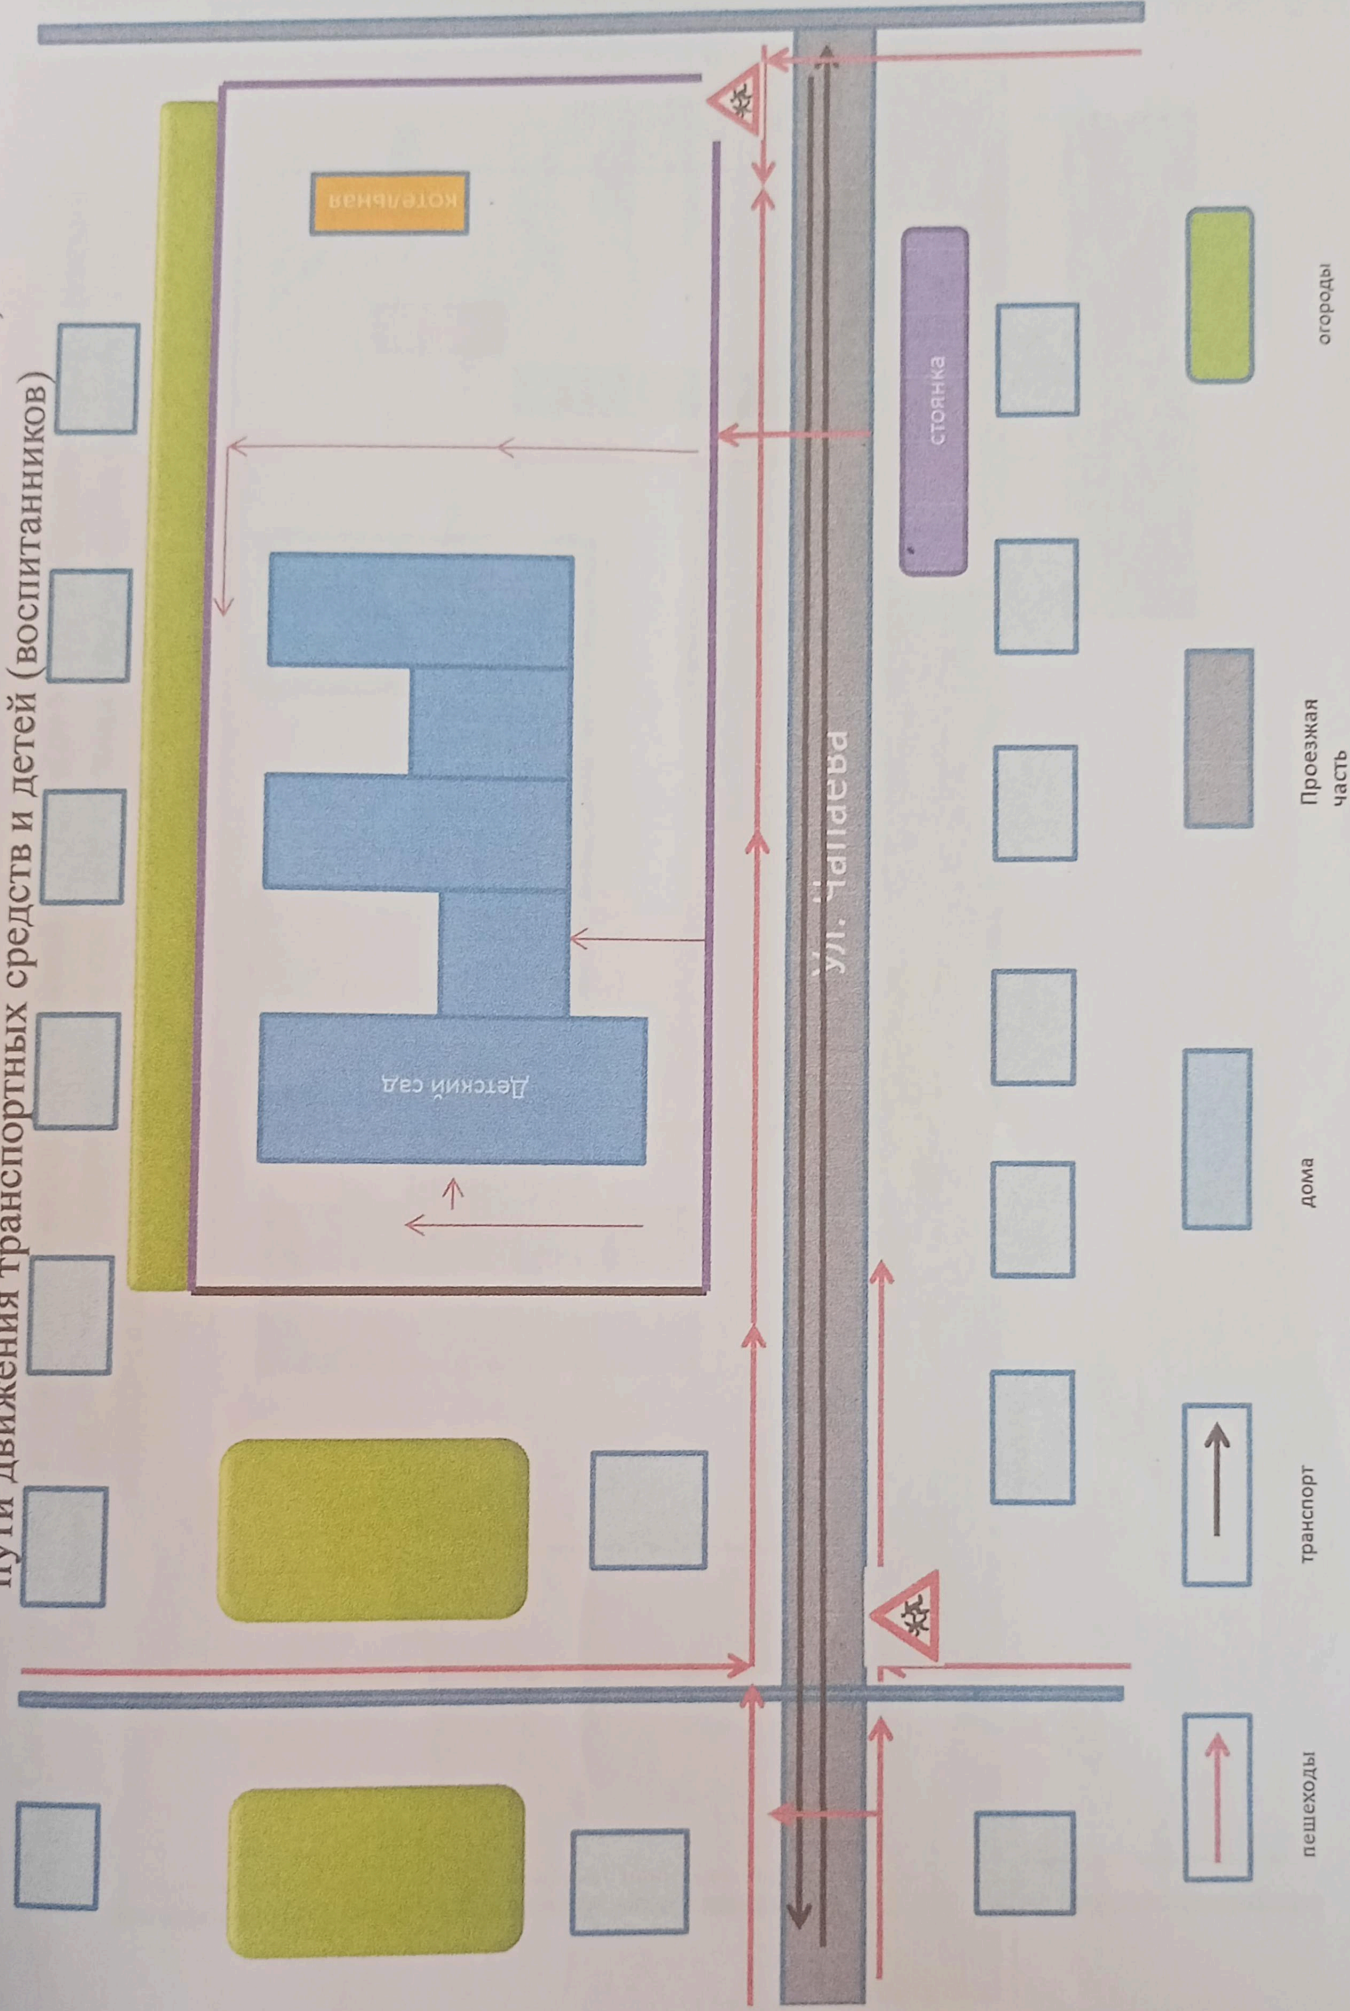 Пути движения транспортных средств и детей (воспитанников)
котельная
Детский сад
ул. Чапаева
стоянка
пешеходы
транспорт
дома
Проезжая
часть
огороды